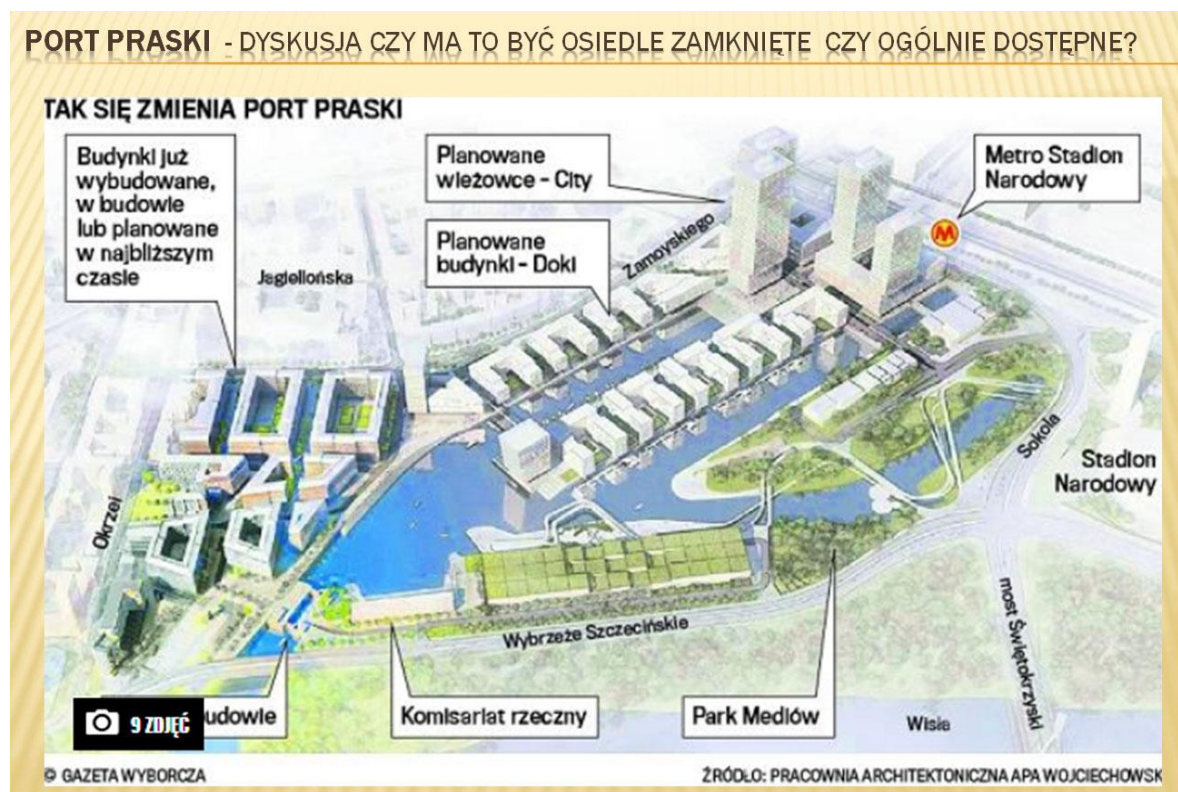 PORT PRASKI - DYSKUSJA CZY MA TO BYĆ OSIEDLE ZAMKNIĘTE CZY OGÓLNIE DOSTĘPNE?
TAK SIĘ ZMIENIA PORT PRASKI
Budynki już
wybudowane,
w budowie
lub planowane
w najbliższym
czasie
Planowane
wieżowce – City
Planowane
budynki – Doki
Metro Stadion
Narodowy
M
Jagiellońska
Zamoyskiego
Okrzei
Sokola
Stadion
Narodowy
Wybrzeże Szczecińskie
most Świętokrzyski
9 ZDJĘĆ
budowie
Komisariat rzeczny
Park Mediów
Wisła
© GAZETA WYBORCZA
ŹRÓDŁO: PRACOWNIA ARCHITEKTONICZNA APA WOJCIECHOWSK